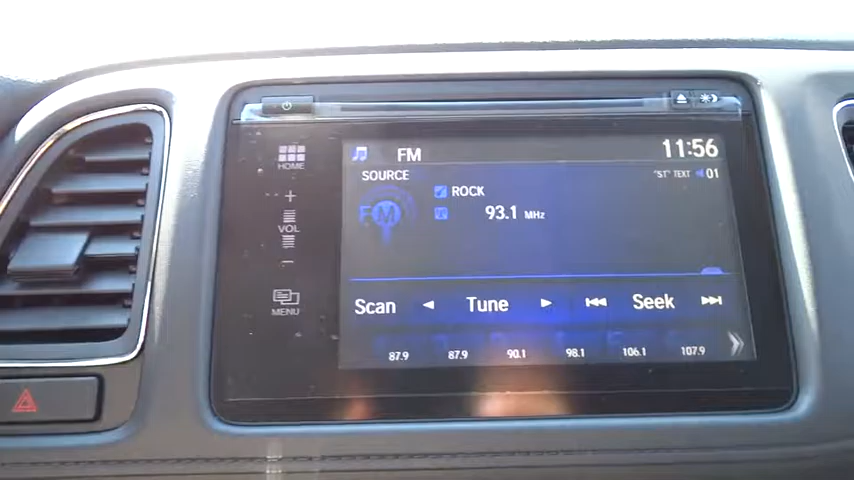 FM
11:56
HOME
SOURCE
"ST" TEXT
01
ROCK
FM
93.1 MHz
+
VOL
−
MENU
Scan
Tune
Seek
87.9 87.9 90.1 98.1 106.1 107.9